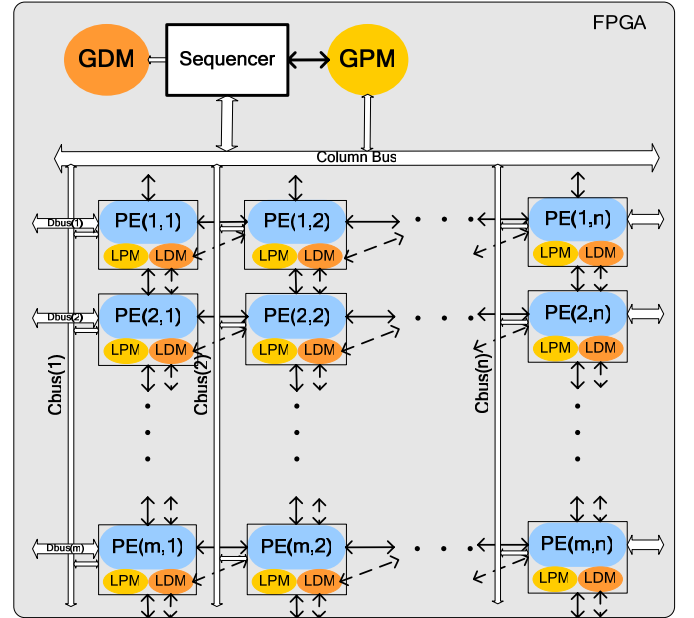 FPGA
GDM
Sequencer
GPM
Column Bus
Dbus(1)
PE(1,1)
PE(1,2)
PE(1,n)
LPM
LDM
LPM
LDM
LPM
LDM
Dbus(2)
PE(2,1)
PE(2,2)
PE(2,n)
LPM
LDM
LPM
LDM
LPM
LDM
Cbus(1)
Cbus(2)
Cbus(n)
Dbus(m)
PE(m,1)
PE(m,2)
PE(m,n)
LPM
LDM
LPM
LDM
LPM
LDM